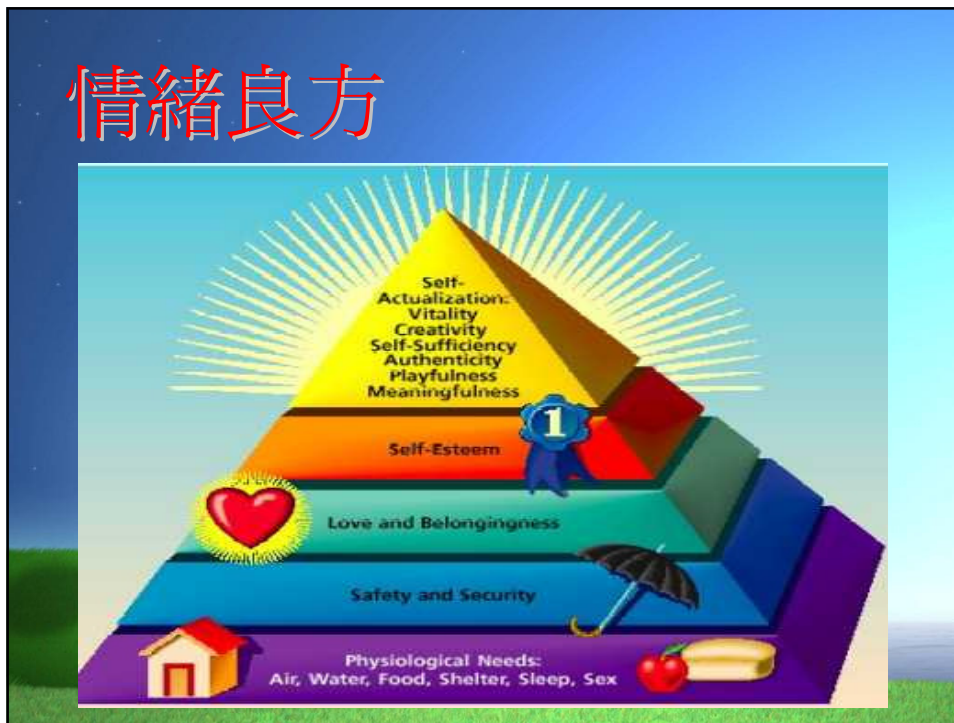 情緒良方
Self-
Actualization:
Vitality
Creativity
Self-Sufficiency
Authenticity
Playfulness
Meaningfulness
1
Self-Esteem
Love and Belongingness
Safety and Security
Physiological Needs:
Air, Water, Food, Shelter, Sleep, Sex